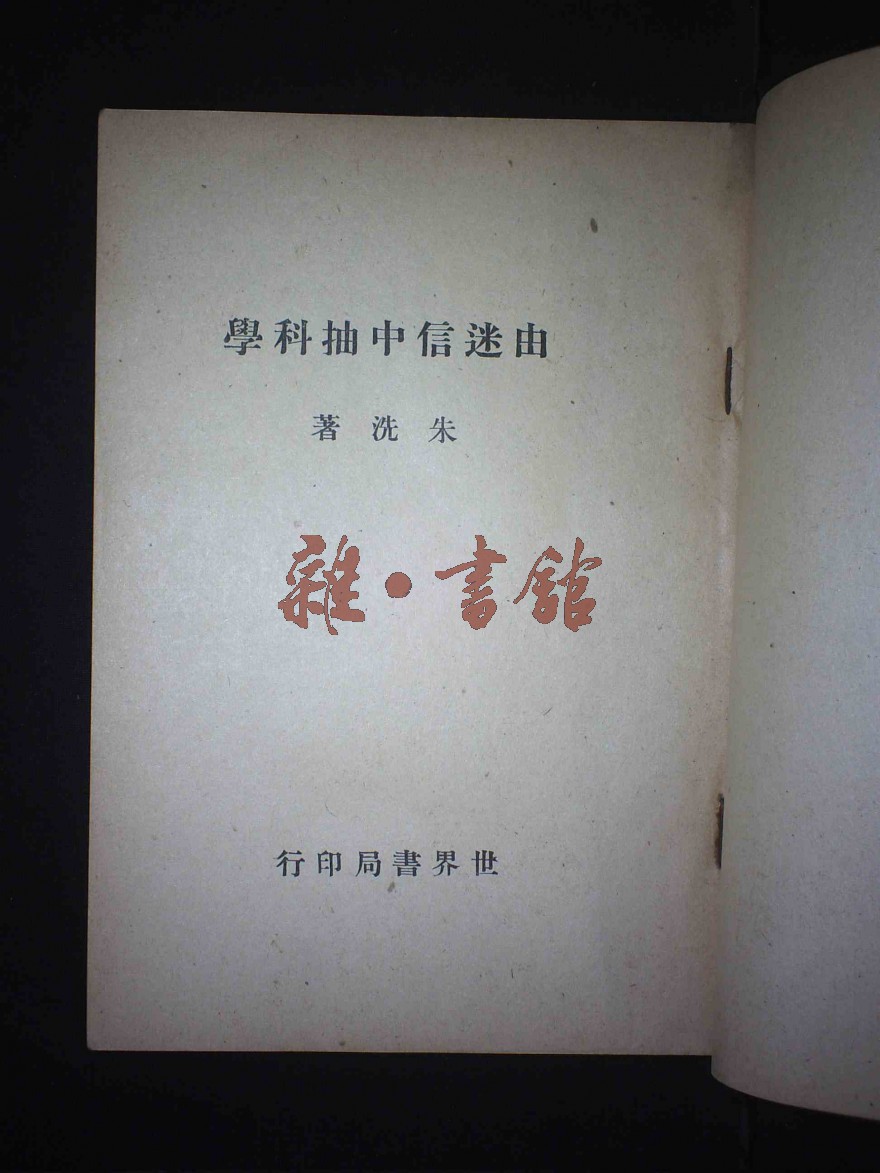 由迷信中抽科學
朱洗著
雜·書館
世界書局印行